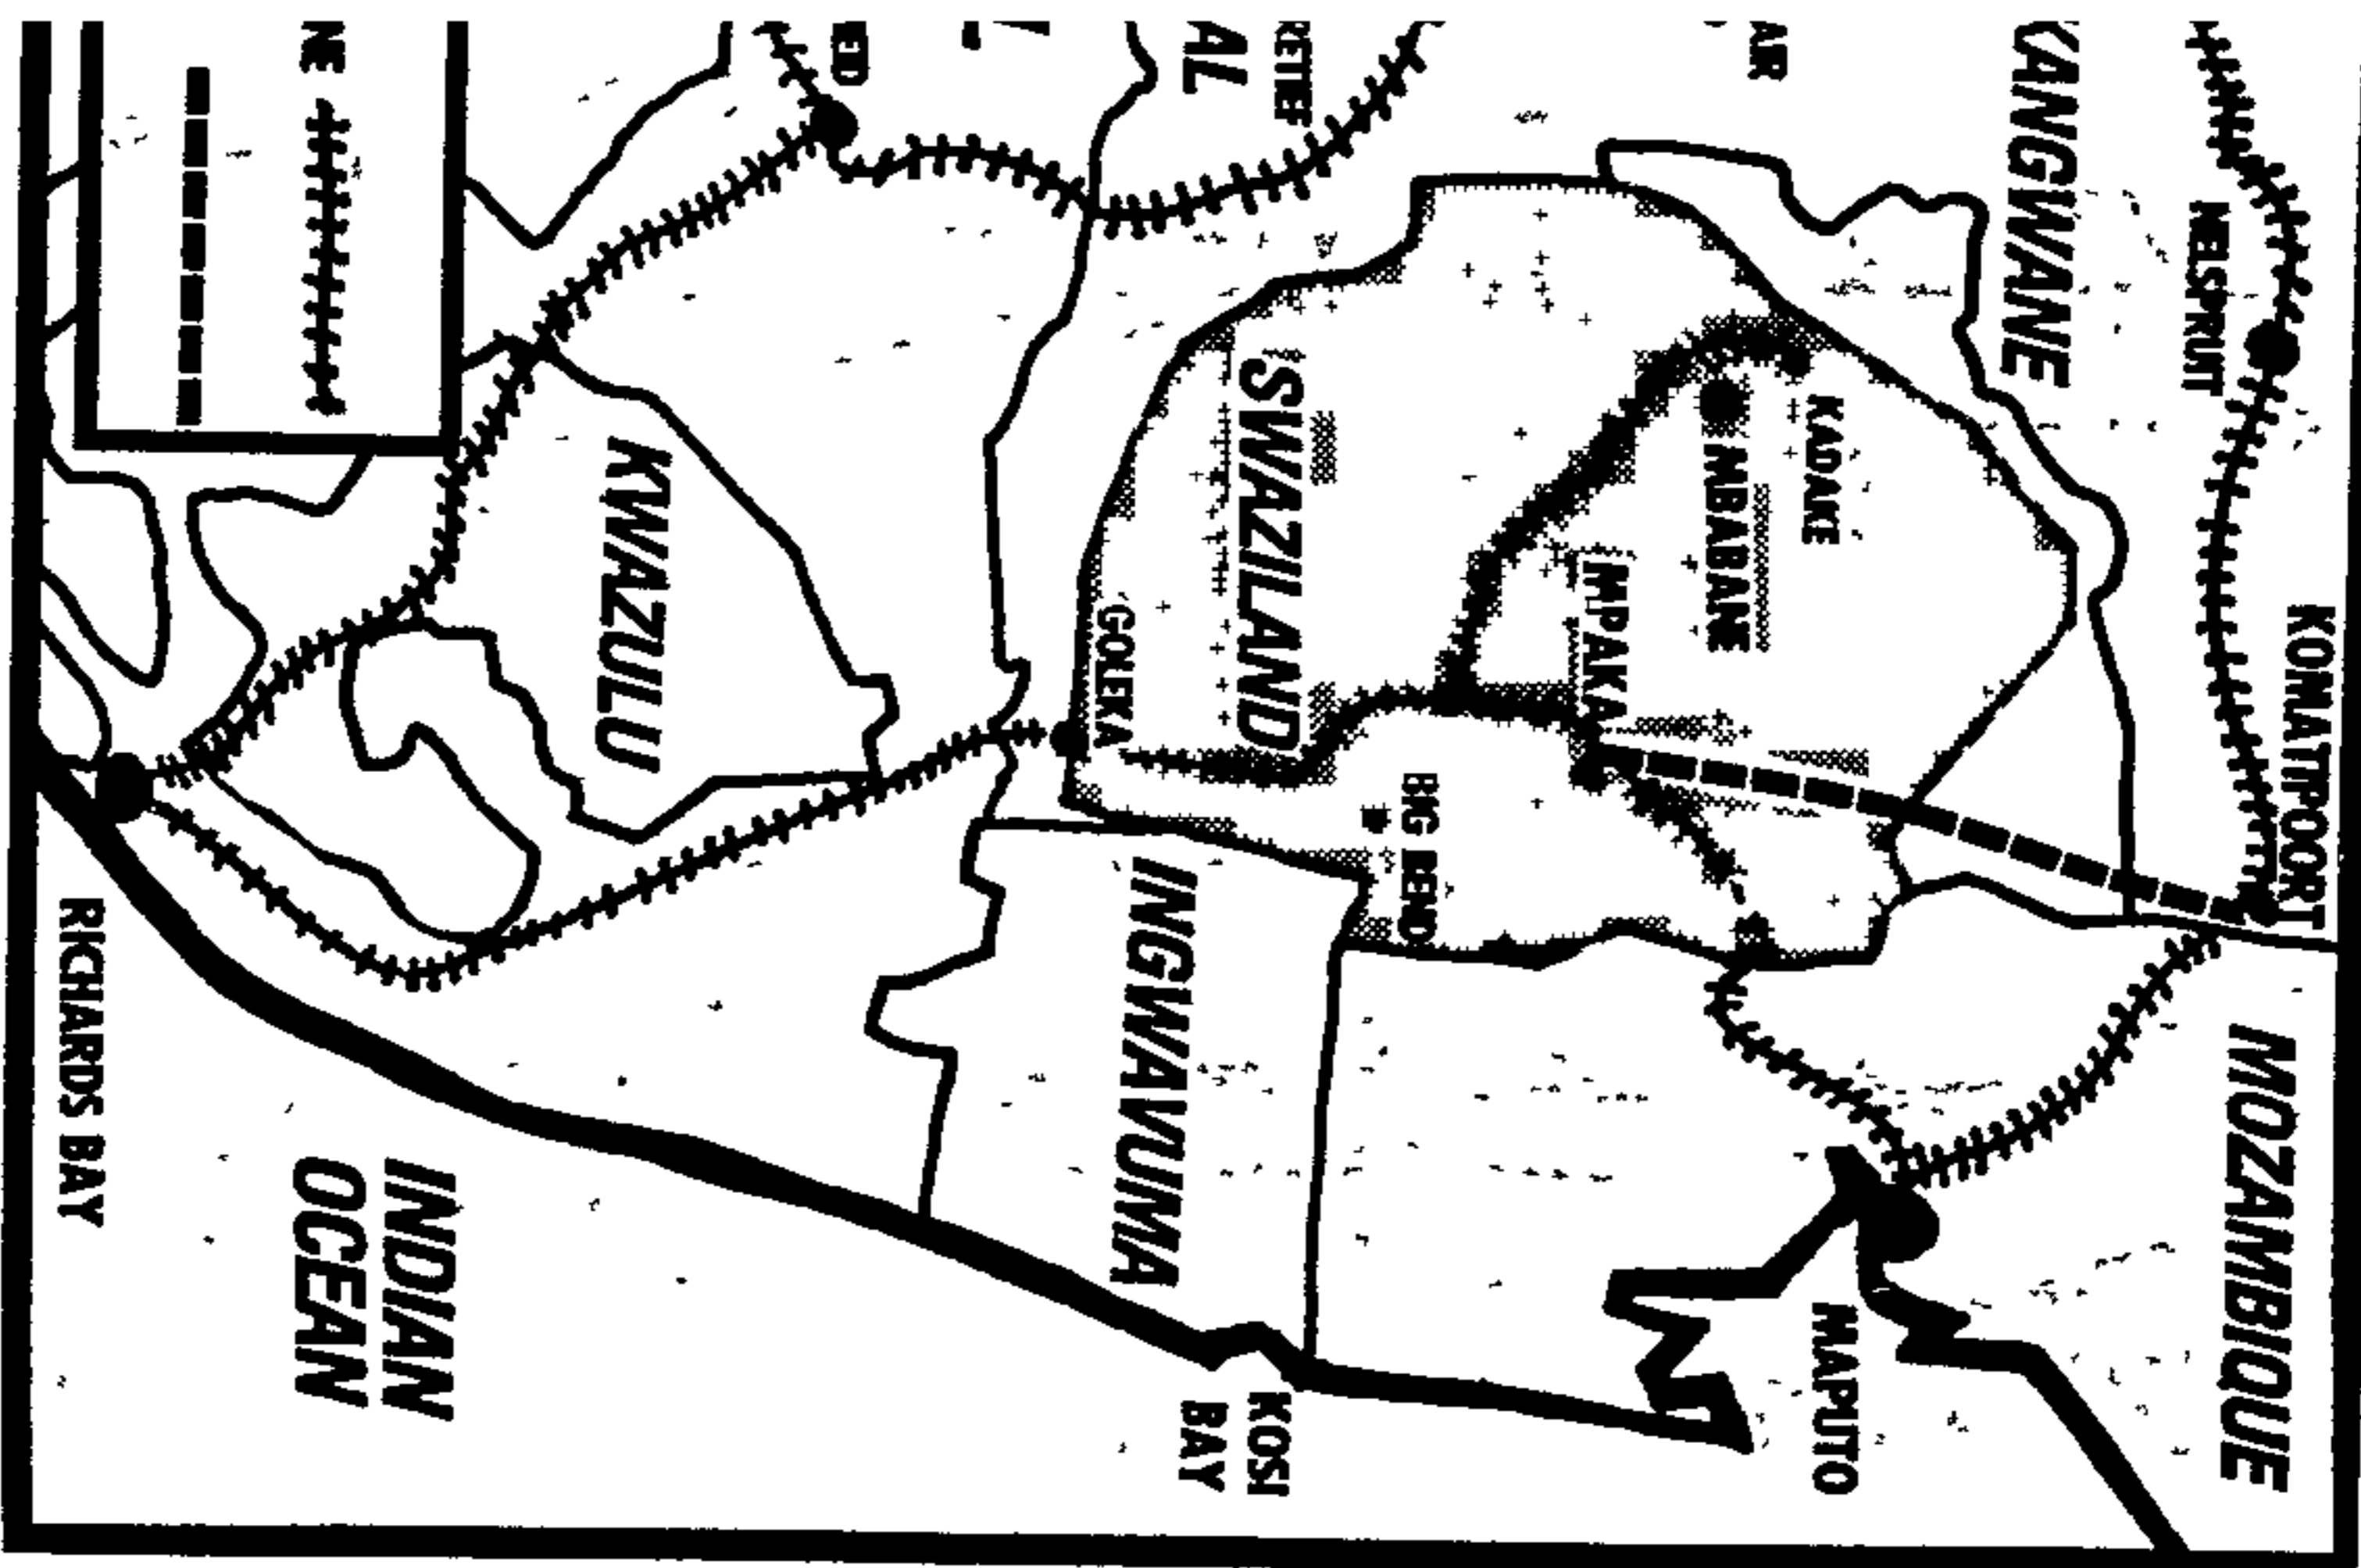 KOMATIPOORT
NELSPRUIT
MOZAMBIQUE
KANGWANE
KADAKE
MAPUTO
MBABANE
MPAKA
BIG BEND
SWAZILAND
KOSI
BAY
INGWAVUMA
GOLEKA
KWAZULU
INDIAN
OCEAN
RICHARDS BAY